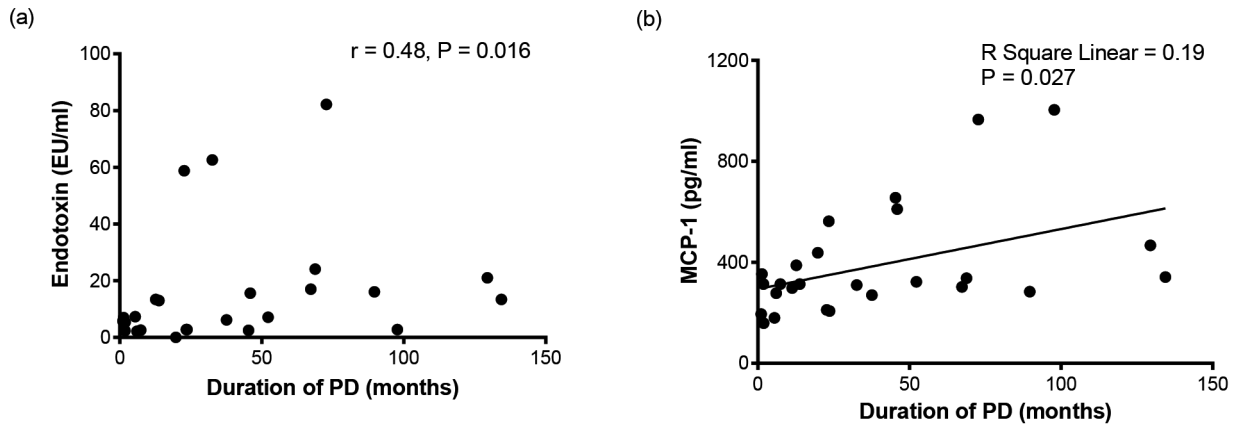 (a)
r = 0.48, P = 0.016
Endotoxin (EU/ml)
100
80
60
40
20
0
0 50 100 150
Duration of PD (months)
(b)
R Square Linear = 0.19
P = 0.027
MCP-1 (pg/ml)
1200
800
400
0
0 50 100 150
Duration of PD (months)